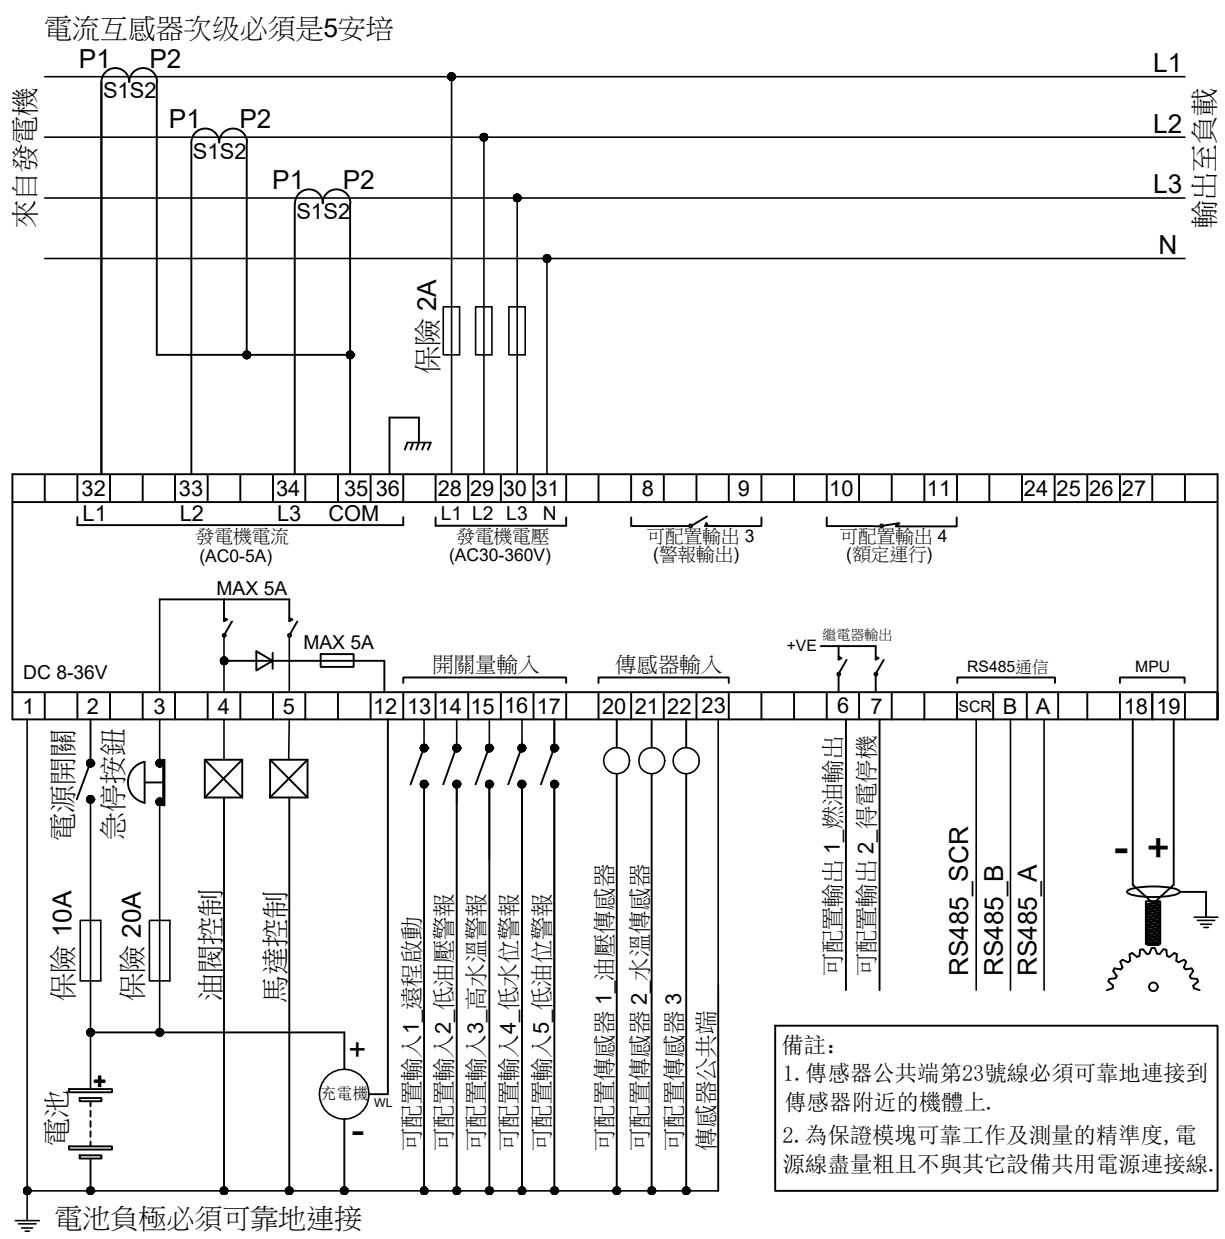 電流互感器次级必須是5安培
P1 P2
S1S2
L1
P1 P2
S1S2
L2
P1 P2
S1S2
L3
N
來自發電機
輸出至負載
保險 2A
32 33 34 35 36 28 29 30 31 8 9 10 11 24 25 26 27
L1 L2 L3 COM L1 L2 L3 N
發電機電流
(AC0-5A)
發電機電壓
(AC30-360V)
可配置輸出 3
(警報輸出)
可配置輸出 4
(額定運行)
MAX 5A
MAX 5A
DC 8-36V
開關量輸入
傳感器輸入
+VE
繼電器輸出
RS485通信
MPU
1 2 3 4 5 12 13 14 15 16 17 20 21 22 23 6 7 SCR B A 18 19
電源開關
急停按鈕
保險 10A
保險 20A
油閥控制
馬達控制
可配置輸入1_遠程啟動
可配置輸入2_低油壓警報
可配置輸入3_高水溫警報
可配置輸入4_低水位警報
可配置輸入5_低油位警報
可配置傳感器 1_油壓傳感器
可配置傳感器 2_水溫傳感器
可配置傳感器 3
傳感器公共端
可配置輸出 1_燃油輸出
可配置輸出 2_得電停機
RS485_SCR
RS485_B
RS485_A
- +
電池
+
+
充電機
WL
-
備註:
1.傳感器公共端第23號線必須可靠地連接到
傳感器附近的機體上.
2.為保證模塊可靠工作及測量的精準度,電
源線盡量粗且不與其它設備共用電源連接線.
電池负極必須可靠地連接